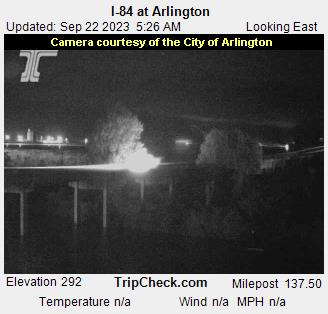 I-84 at Arlington
Updated: Sep 22 2023 5:26 AM Looking East
Camera courtesy of the City of Arlington
Elevation 292 TripCheck.com Milepost 137.50
Temperature n/a Wind n/a MPH n/a